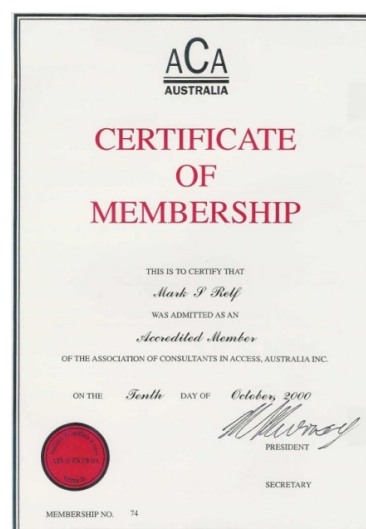 ACA
AUSTRALIA
CERTIFICATE
OF
MEMBERSHIP
THIS IS TO CERTIFY THAT
Mark S Relf
WAS ADMITTED AS AN
Accredited Member
OF THE ASSOCIATION OF CONSULTANTS IN ACCESS, AUSTRALIA INC.
ON THE Tenth DAY OF October, 2000
PRESIDENT
SECRETARY
MEMBERSHIP NO. 74